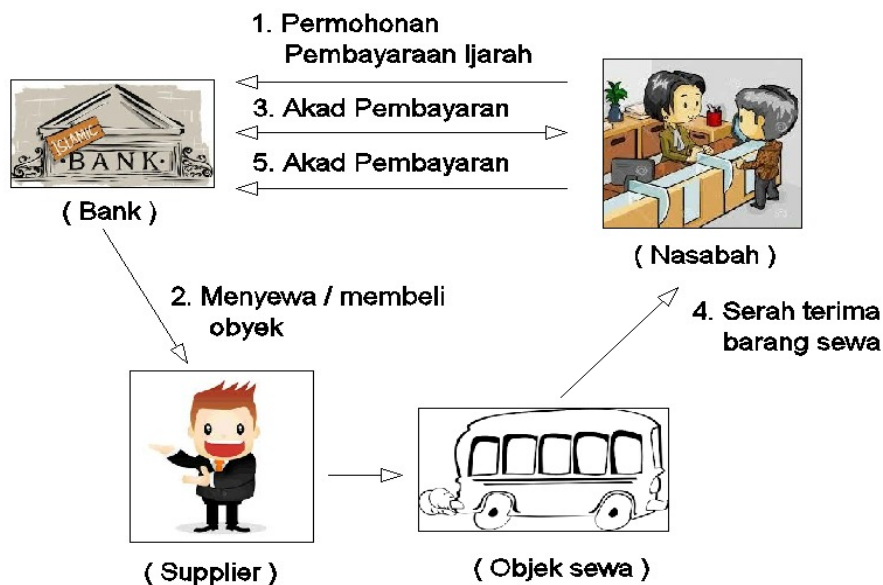 1. Permohonan
Pembayaraan Ijarah
3. Akad Pembayaran
5. Akad Pembayaran
ISLAMIC
BANK
( Bank )
( Nasabah )
2. Menyewa / membeli
obyek
4. Serah terima
barang sewa
( Supplier )
( Objek sewa )